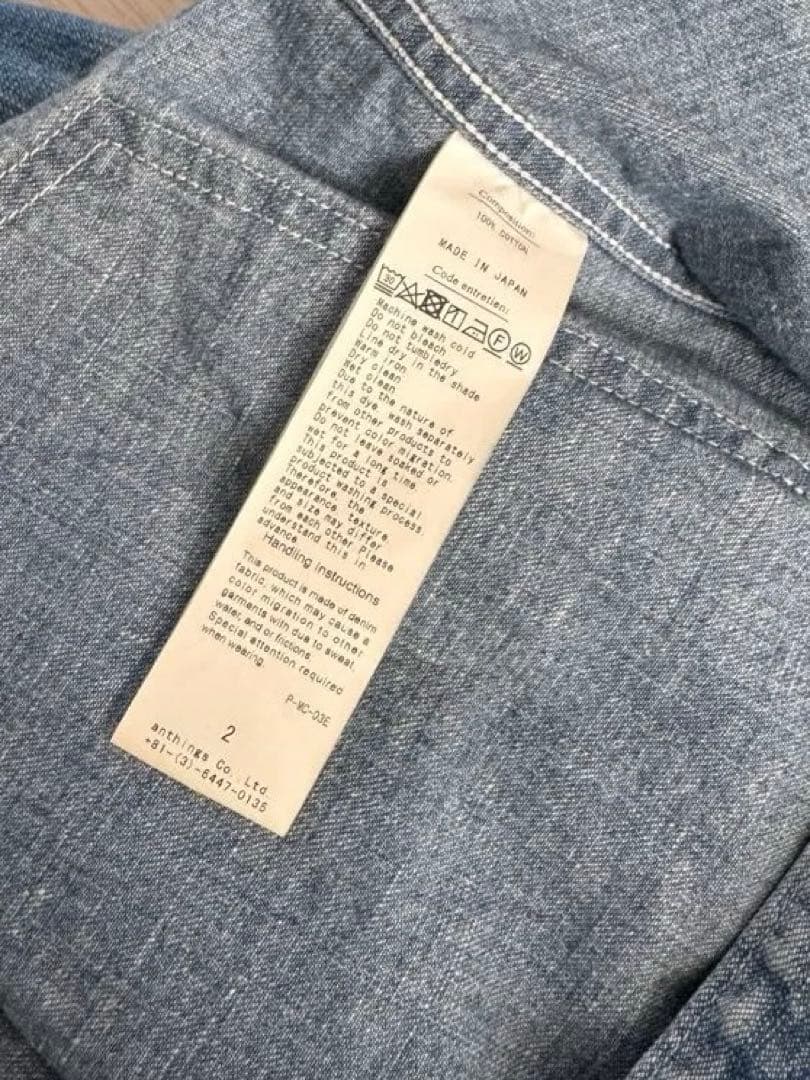 Composition:
100% COTTON
MADE IN JAPAN
Code entretien:
30
F
W
Machine wash cold
Do not bleach
Do not tumbledry
Line dry in the shade
Warm iron
Dry clean
Wet clean
Due to the nature of
this dye wash separately
from other products to
prevent color migration.
Do not leave soaked or
wet for a long time.
This product is
subjected to a special
product washing process.
Therefore, the
appearance, texture
and size may differ
from each other please
understand this in
advance.
Handling instructions
This product is made of denim
fabric, which may cause a
color migration to other
garments with due to sweat,
water, and or frictions.
Special attention required
when wearing.
P-WC-03E
2
anthings Co., Ltd.
+81-(3)-6447-0135